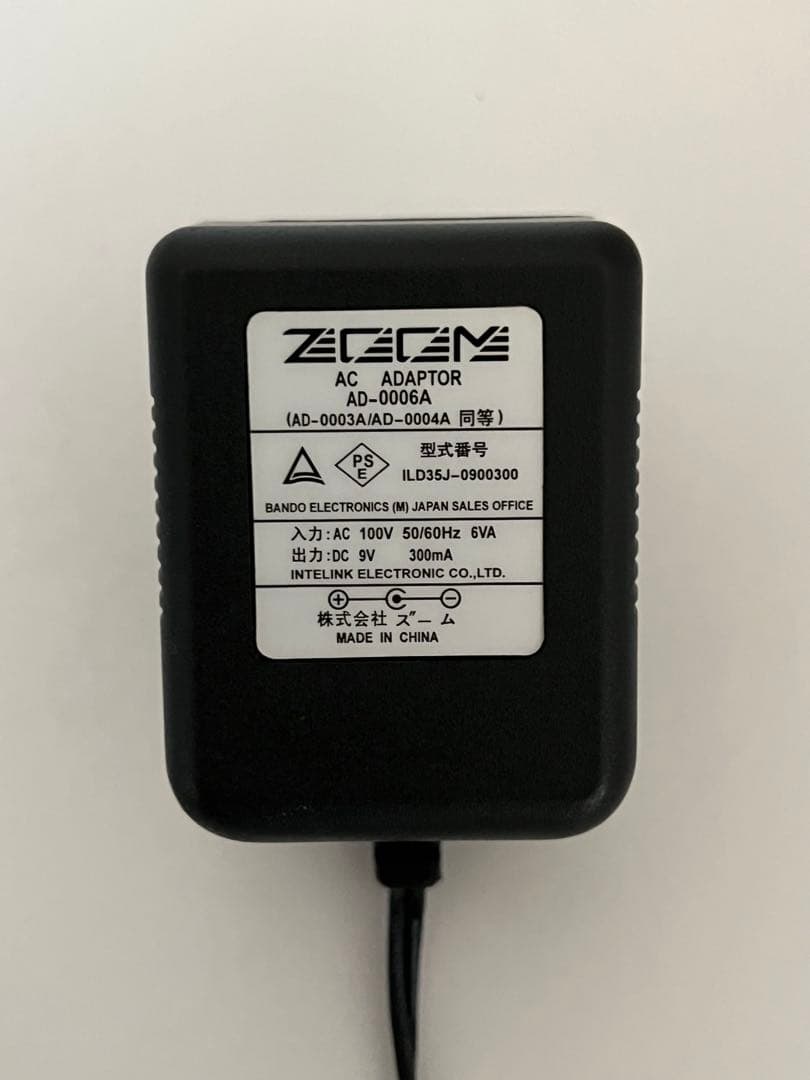 ZOOM
AC ADAPTOR
AD-0006A
(AD-0003A/AD-0004A 同等)
PS
E
型式番号
ILD35J-0900300
BANDO ELECTRONICS (M) JAPAN SALES OFFICE
入力:AC 100V 50/60Hz 6VA
出力:DC 9V 300mA
INTELINK ELECTRONIC CO.,LTD.
株式会社 ズーム
MADE IN CHINA